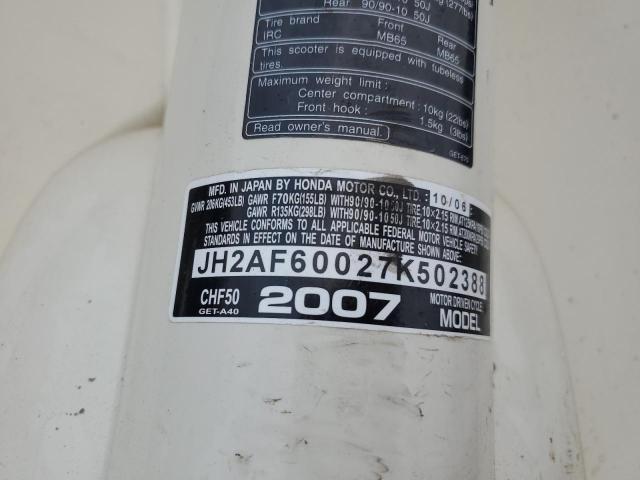 (277lbs)
Rear 90/90-10 50J
Tire brand Front Rear
IRC MB65 MB65
This scooter is equipped with tubeless
tires.
Maximum weight limit:
Center compartment: 10kg (22lbs)
Front hook: 1.5kg (3lbs)
Read owner's manual.
GET-670
MFD. IN JAPAN BY HONDA MOTOR CO., LTD. 10/06
GVWR 206KG(453LB) GAWR F70KG(155LB) WITH90/90-10 50J TIRE,10×2.15 RIM,AT
GAWR R135KG(298LB) WITH90/90-10 50J TIRE,10×2.15 RIM,AT
THIS VEHICLE CONFORMS TO ALL APPLICABLE FEDERAL MOTOR VEHICLE
SAFETY STANDARDS IN EFFECT ON THE DATE OF MANUFACTURE SHOWN ABOVE.
JH2AF60027K502388
CHF50 2007 MOTOR DRIVEN CYCLE
GET-A40 MODEL